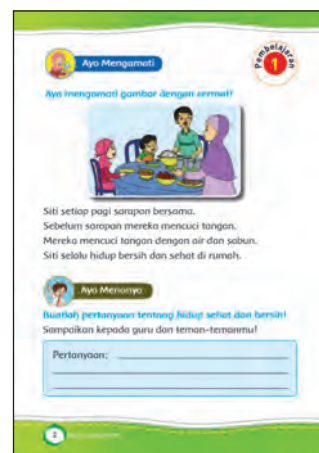 Ayo Mengamati
Pembelajaran
1
Ayo mengamati gambar dengan cermat!
Siti setiap pagi sarapan bersama.
Sebelum sarapan mereka mencuci tangan.
Mereka mencuci tangan dengan air dan sabun.
Siti selalu hidup bersih dan sehat di rumah.
Ayo Menanya
Buatlah pertanyaan tentang hidup sehat dan bersih!
Sampaikan kepada guru dan teman-temanmu!
Pertanyaan:
2